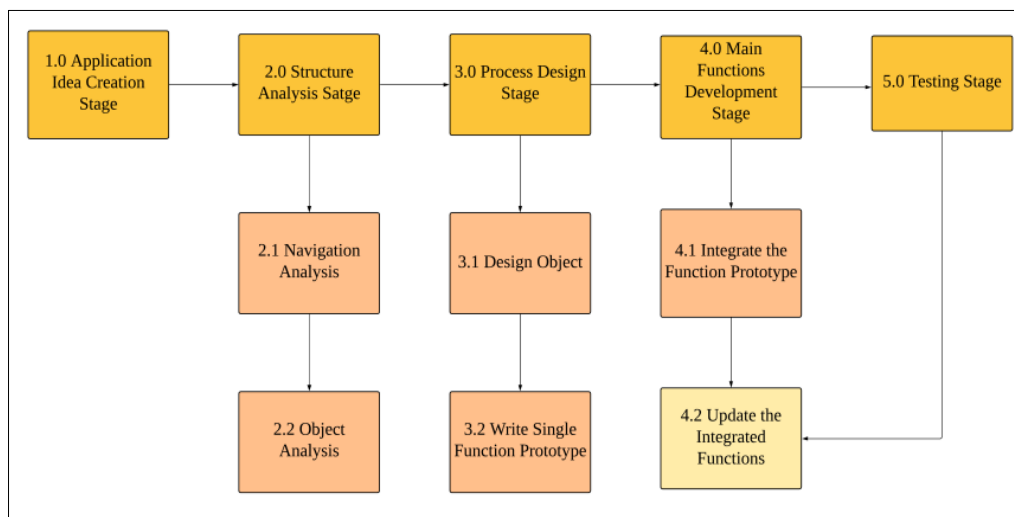 1.0 Application
Idea Creation
Stage
2.0 Structure
Analysis Satge
3.0 Process Design
Stage
4.0 Main
Functions
Development
Stage
5.0 Testing Stage
2.1 Navigation
Analysis
3.1 Design Object
4.1 Integrate the
Function Prototype
2.2 Object
Analysis
3.2 Write Single
Function Prototype
4.2 Update the
Integrated
Functions